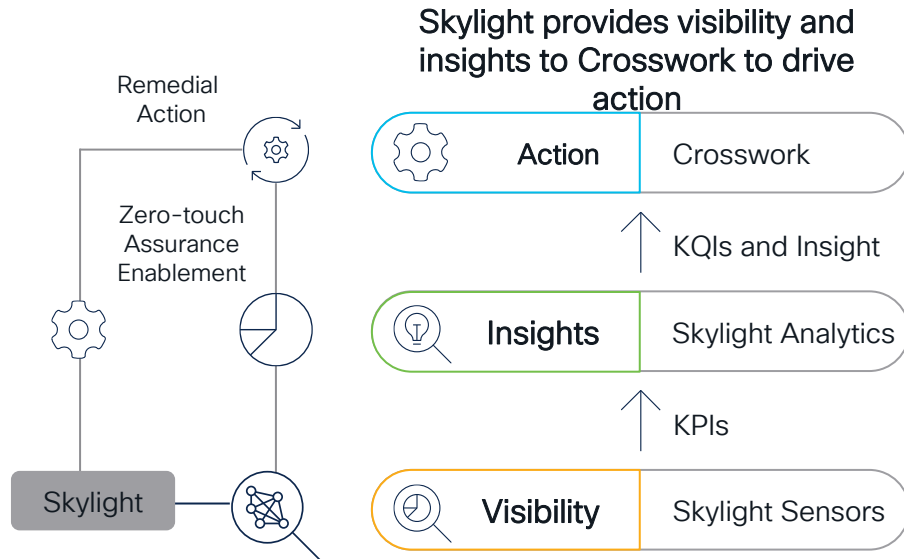 Skylight provides visibility and
insights to Crosswork to drive
action
Remedial
Action
Zero-touch
Assurance
Enablement
Skylight
Action
Crosswork
KQIs and Insight
Insights
Skylight Analytics
KPIs
Visibility
Skylight Sensors